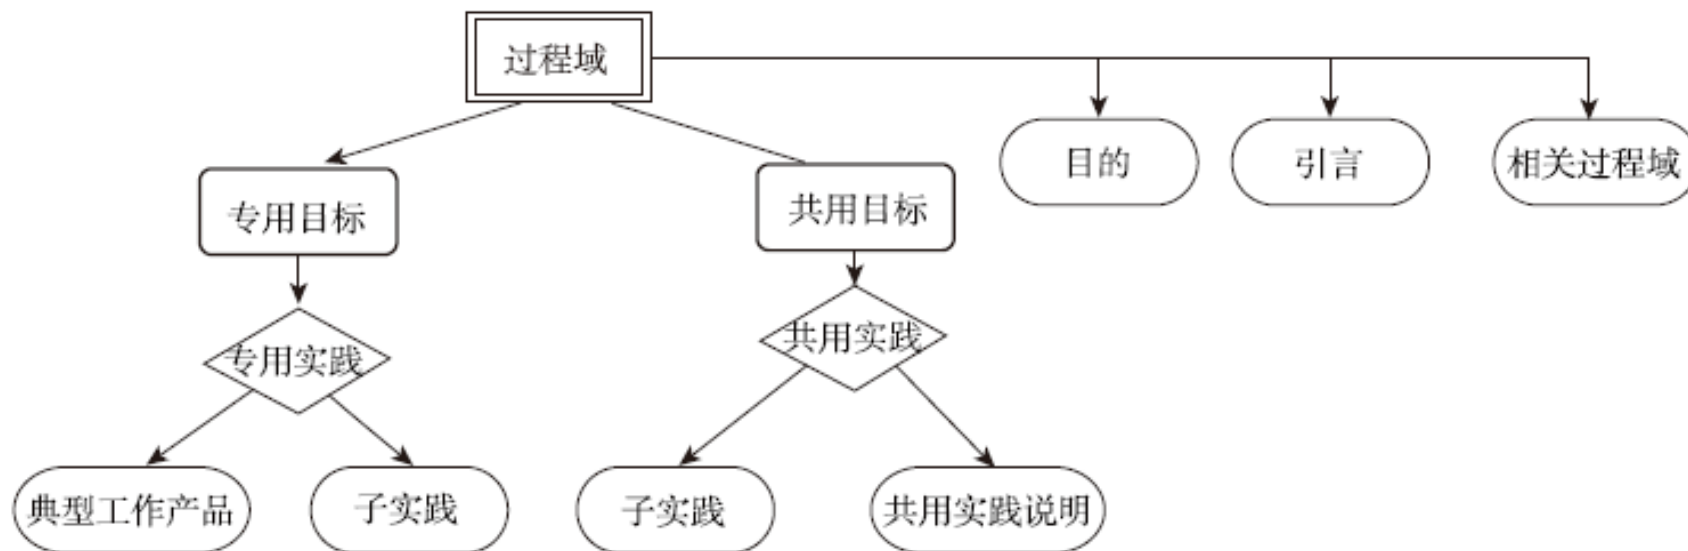 过程域
目的
引言
相关过程域
专用目标
共用目标
专用实践
共用实践
典型工作产品
子实践
子实践
共用实践说明